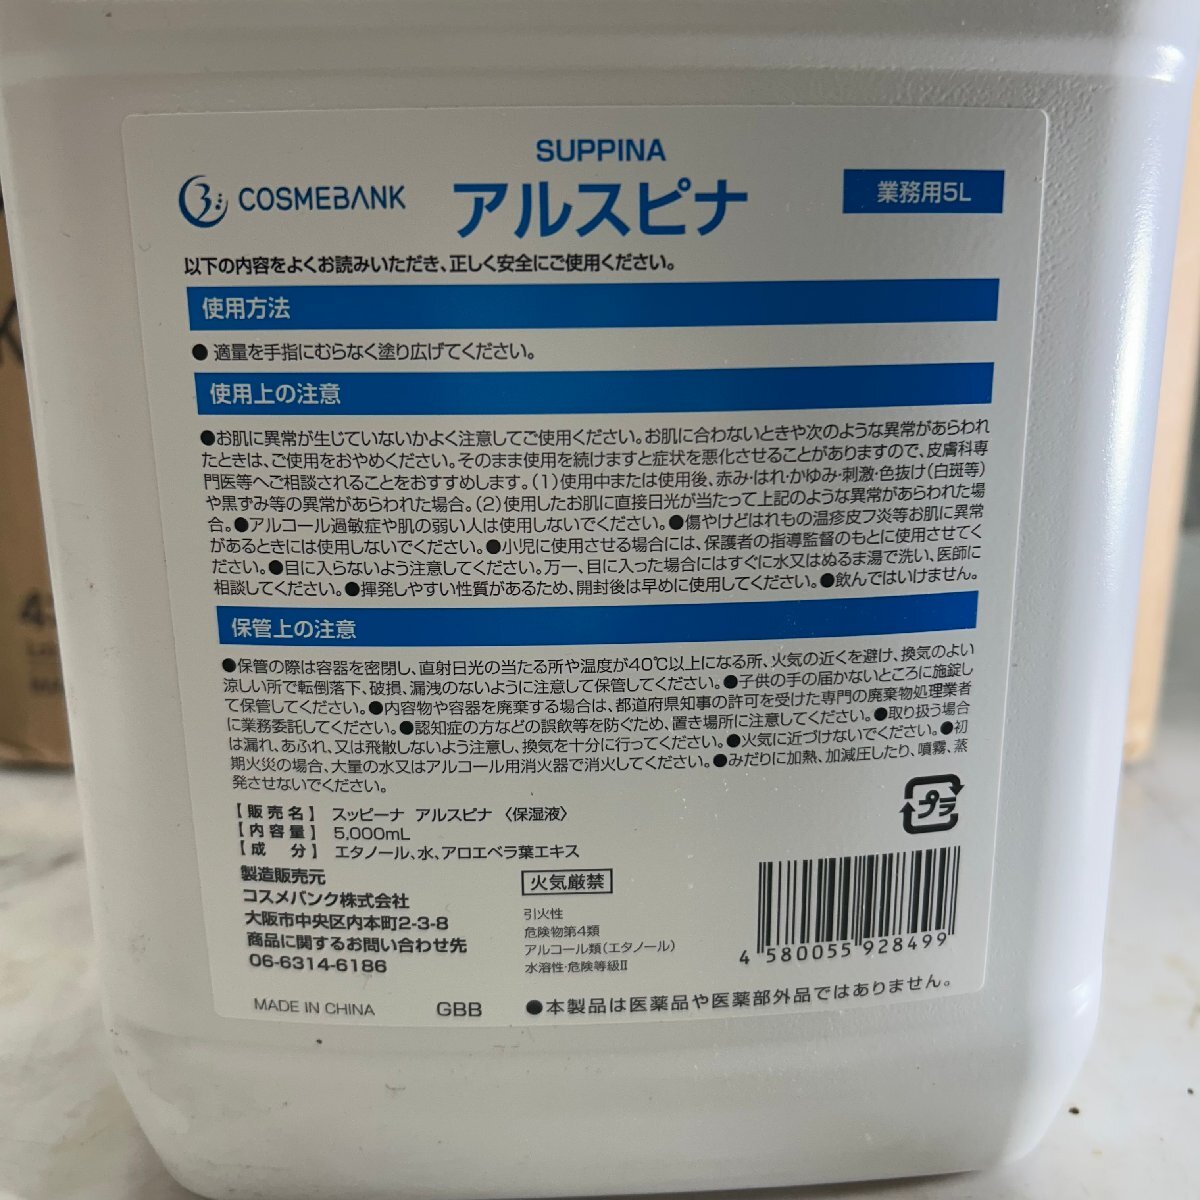 SUPPINA
COSMEBANK
アルスピナ
業務用5L
以下の内容をよくお読みいただき、正しく安全にご使用ください。
使用方法
●適量を手指にむらなく塗り広げてください。
使用上の注意
●お肌に異常が生じていないかよく注意してご使用ください。お肌に合わないときや次のような異常があらわれ
たときは、ご使用をおやめください。そのまま使用を続けますと症状を悪化させることがありますので、皮膚科専
門医等へご相談されることをおすすめします。(1)使用中または使用後、赤み・はれ・かゆみ・刺激・色抜け(白斑等)
や黒ずみ等の異常があらわれた場合。(2)使用したお肌に直接日光が当たって上記のような異常があらわれた場
合。●アルコール過敏症や肌の弱い人は使用しないでください。●傷やけどはれもの湿疹皮フ炎等お肌に異常
があるときには使用しないでください。●小児に使用させる場合には、保護者の指導監督のもとに使用させてく
ださい。●目に入らないよう注意してください。万一、目に入った場合にはすぐに水又はぬるま湯で洗い、医師に
相談してください。●揮発しやすい性質があるため、開封後は早めに使用してください。●飲んではいけません。
保管上の注意
●保管の際は容器を密閉し、直射日光の当たる所や温度が40℃以上になる所、火気の近くを避け、換気のよい
涼しい所で転倒落下、破損、漏洩のないように注意して保管してください。●子供の手の届かないところに施錠し
て保管してください。●内容物や容器を廃棄する場合は、都道府県知事の許可を受けた専門の廃棄物処理業者
に業務委託してください。●認知症の方などの誤飲等を防ぐため、置き場所に注意してください。●取り扱う場合
は漏れ、あふれ、又は飛散しないよう注意し、換気を十分に行ってください。●火気に近づけないでください。●初
期火災の場合、大量の水又はアルコール用消火器で消火してください。●みだりに加熱、加減圧したり、噴霧、蒸
発させないでください。
【販売名】 スッピーナ アルスピナ 〈保湿液〉
【内容量】 5,000mL
【成 分】 エタノール、水、アロエベラ葉エキス
プラ
製造販売元
コスメバンク株式会社
大阪市中央区内本町2-3-8
商品に関するお問い合わせ先
06-6314-6186
火気厳禁
引火性
危険物第4類
アルコール類(エタノール)
水溶性・危険等級Ⅱ
4 580055 928499
MADE IN CHINA GBB
●本製品は医薬品や医薬部外品ではありません。